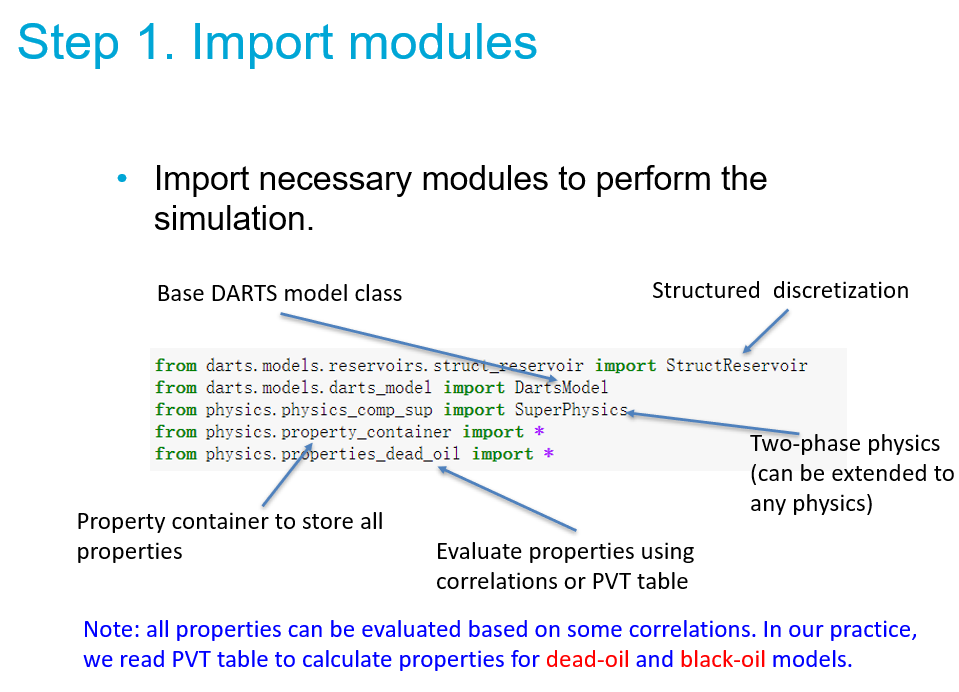 Step 1. Import modules
• Import necessary modules to perform the
simulation.
Base DARTS model class
Structured discretization
from darts.models.reservoirs.struct_reservoir import StructReservoir
from darts.models.darts_model import DartsModel
from physics.physics_comp_sup import SuperPhysics
from physics.property_container import *
from physics.properties_dead_oil import *
Two-phase physics
(can be extended to
any physics)
Property container to store all
properties
Evaluate properties using
correlations or PVT table
Note: all properties can be evaluated based on some correlations. In our practice,
we read PVT table to calculate properties for dead-oil and black-oil models.